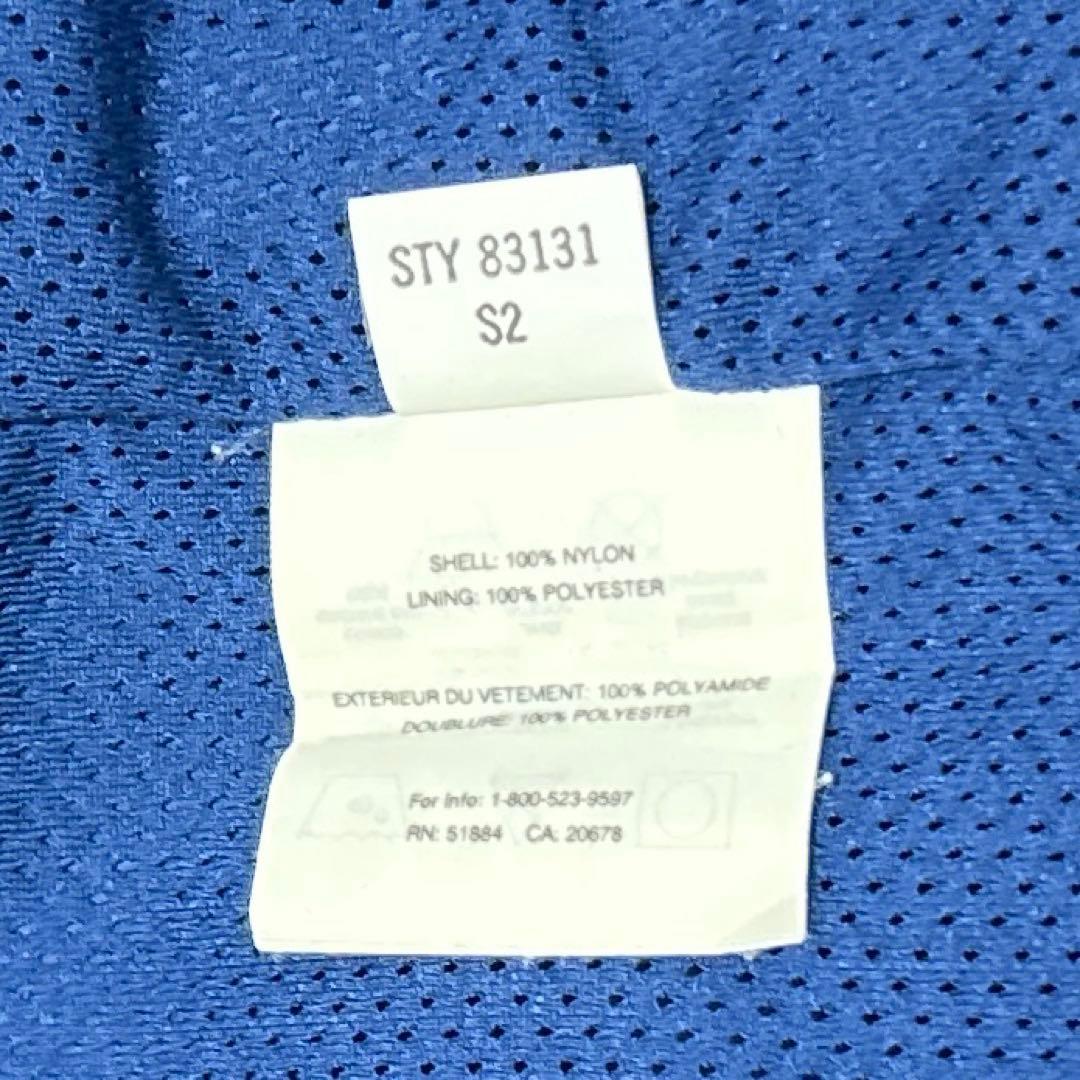 STY 83131
S2
SHELL: 100% NYLON
LINING: 100% POLYESTER
EXTERIEUR DU VETEMENT: 100% POLYAMIDE
DOUBLURE: 100% POLYESTER
For Info: 1-800-523-9597
RN: 51884 CA: 20678